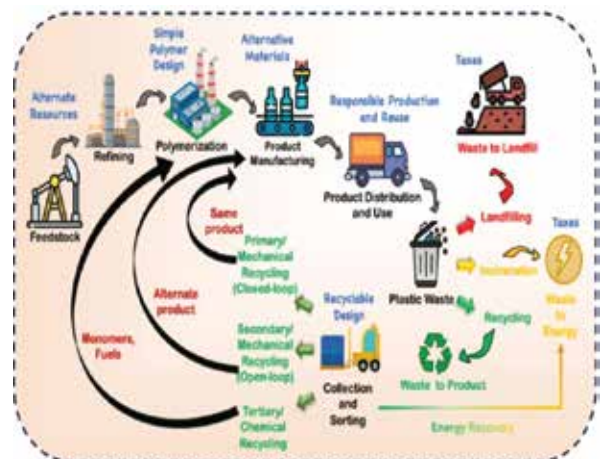 Simple
Polymer
Design
Alternative
Materials
Taxes
Alternate
Resources
Responsible Production
and Reuse
Refining
Polymerization
Product
Manufacturing
Waste to Landfill
Product Distribution
and Use
Feedstock
Same
product
Landfilling
Taxes
Primary/
Mechanical
Recycling
(Closed-loop)
Incineration
Plastic Waste
Alternate
product
Recyclable
Design
Recycling
Waste
to
Energy
Monomers,
Fuels
Secondary/
Mechanical
Recycling
(Open-loop)
Waste to Product
Collection
and
Sorting
Tertiary/
Chemical
Recycling
Energy Recovery